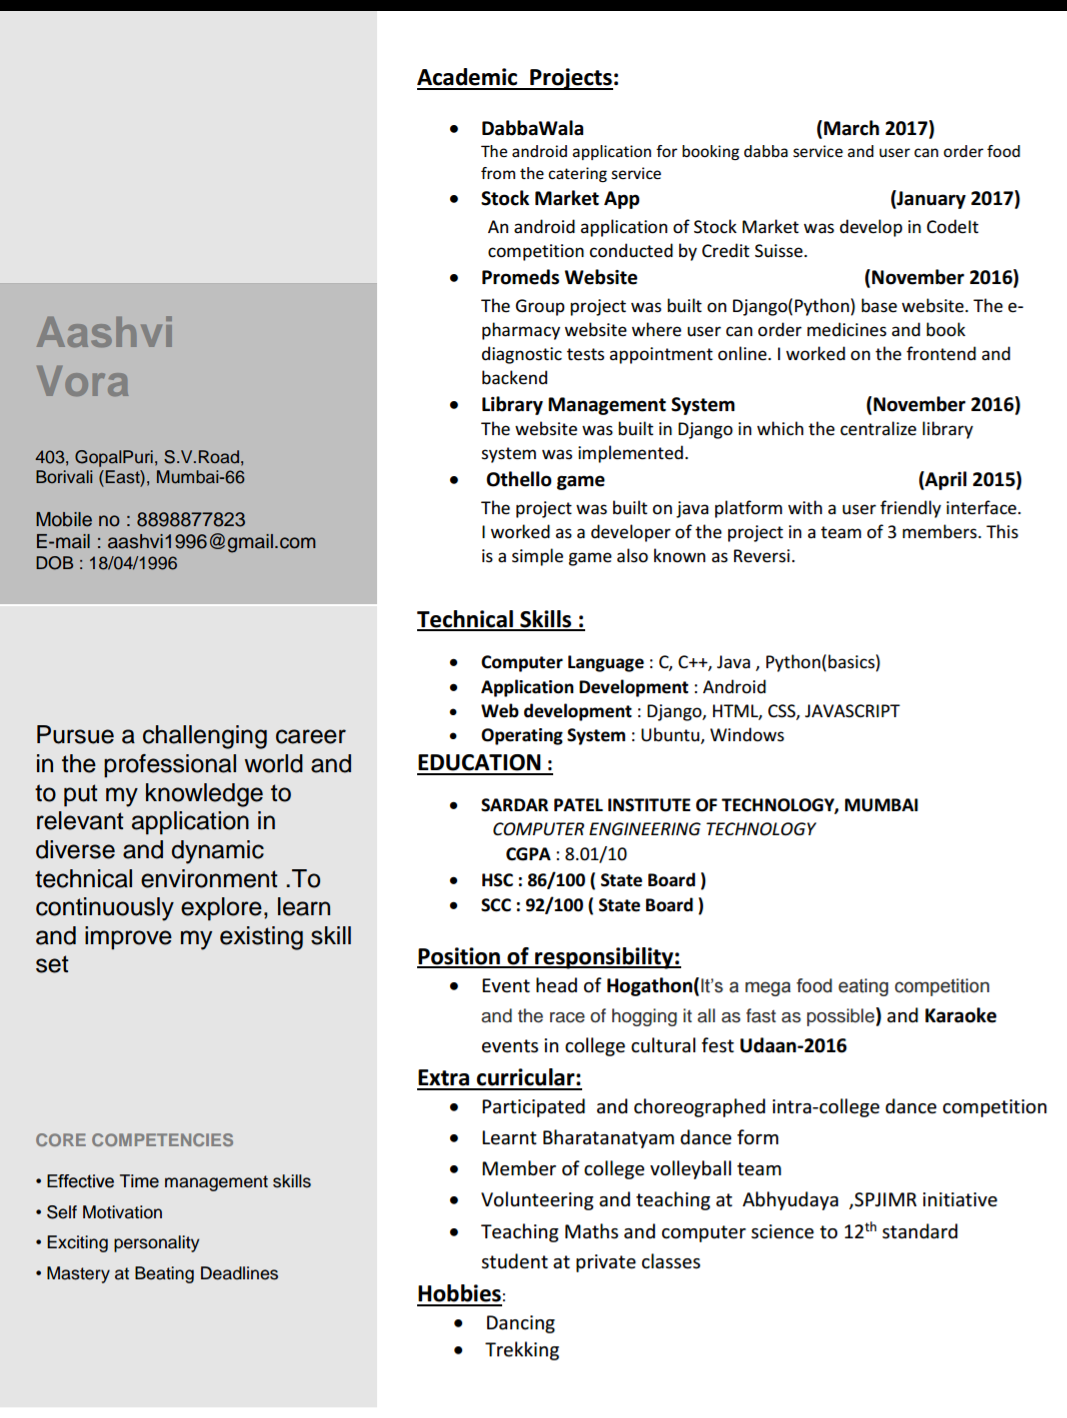 Aashvi
Vora
403, GopalPuri, S.V.Road,
Borivali (East), Mumbai-66
Mobile no : 8898877823
E-mail : aashvi1996@gmail.com
DOB : 18/04/1996
Pursue a challenging career
in the professional world and
to put my knowledge to
relevant application in
diverse and dynamic
technical environment .To
continuously explore, learn
and improve my existing skill
set
CORE COMPETENCIES
• Effective Time management skills
• Self Motivation
• Exciting personality
• Mastery at Beating Deadlines
Academic Projects:
• DabbaWala (March 2017)
The android application for booking dabba service and user can order food
from the catering service
• Stock Market App (January 2017)
An android application of Stock Market was develop in CodeIt
competition conducted by Credit Suisse.
• Promeds Website (November 2016)
The Group project was built on Django(Python) base website. The e-
pharmacy website where user can order medicines and book
diagnostic tests appointment online. I worked on the frontend and
backend
• Library Management System (November 2016)
The website was built in Django in which the centralize library
system was implemented.
• Othello game (April 2015)
The project was built on java platform with a user friendly interface.
I worked as a developer of the project in a team of 3 members. This
is a simple game also known as Reversi.
Technical Skills :
• Computer Language : C, C++, Java , Python(basics)
• Application Development : Android
• Web development : Django, HTML, CSS, JAVASCRIPT
• Operating System : Ubuntu, Windows
EDUCATION :
• SARDAR PATEL INSTITUTE OF TECHNOLOGY, MUMBAI
COMPUTER ENGINEERING TECHNOLOGY
CGPA : 8.01/10
• HSC : 86/100 ( State Board )
• SCC : 92/100 ( State Board )
Position of responsibility:
• Event head of Hogathon(It's a mega food eating competition
and the race of hogging it all as fast as possible) and Karaoke
events in college cultural fest Udaan-2016
Extra curricular:
• Participated and choreographed intra-college dance competition
• Learnt Bharatanatyam dance form
• Member of college volleyball team
• Volunteering and teaching at Abhyudaya ,SPJIMR initiative
• Teaching Maths and computer science to 12th standard
student at private classes
Hobbies:
• Dancing
• Trekking